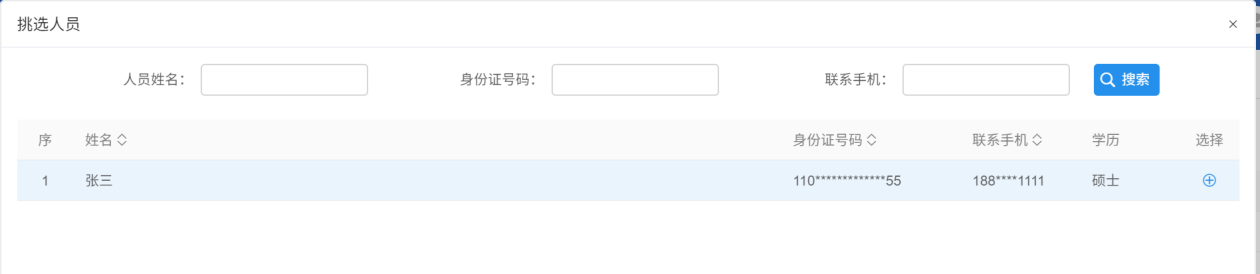 挑选人员 ×
人员姓名： 身份证号码： 联系手机： 搜索
序 姓名 身份证号码 联系手机 学历 选择
1 张三 110*************55 188****1111 硕士